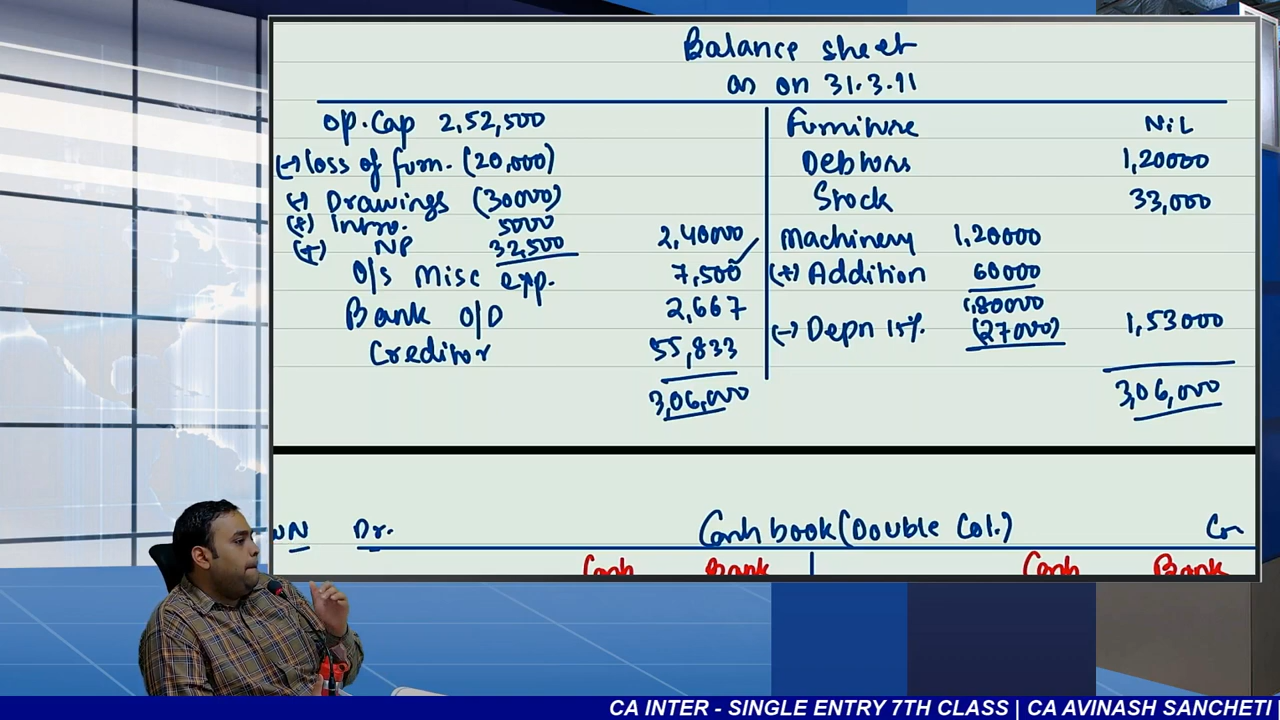 Balance sheet
as on 31.3.11
Op. Cap 2,52,500
(-) loss of furn. (20,000)
(-) Drawings (30000)
(+) Intro. 5000
(+) NP 32,500 2,40000
O/S Misc exp. 7,500
Bank O/D 2,667
Creditor 55,833
3,06,000
Furniture NiL
Debtors 1,20000
Stock 33,000
Machinery 1,20000
(+) Addition 60000
1,80000
(-) Depn 15% (27000) 1,53000
3,06,000
WN Dr. Cash book (Double Col.) Cr
Cash Bank Cash Bank
CA INTER - SINGLE ENTRY 7TH CLASS | CA AVINASH SANCHETI